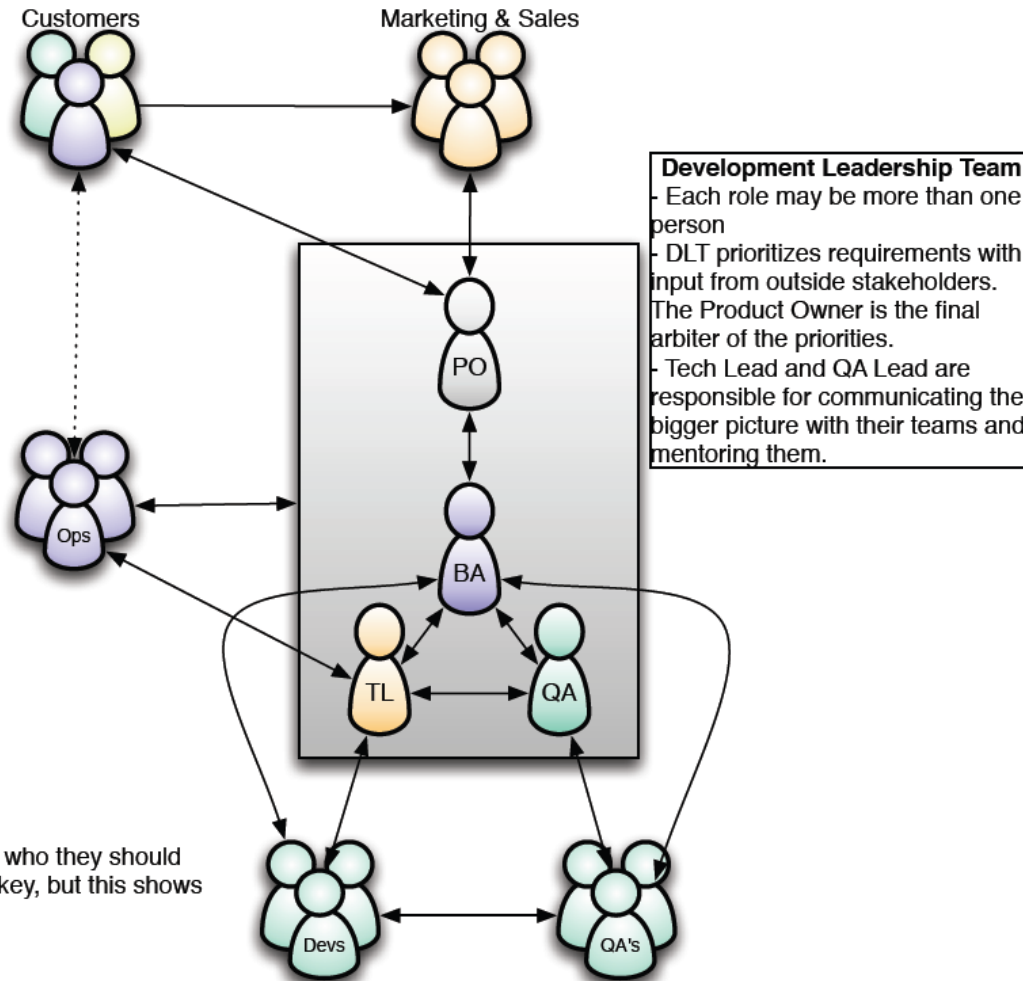 Customers
Marketing & Sales
Development Leadership Team
- Each role may be more than one
person
- DLT prioritizes requirements with
input from outside stakeholders.
The Product Owner is the final
arbiter of the priorities.
- Tech Lead and QA Lead are
responsible for communicating the
bigger picture with their teams and
mentoring them.
PO
Ops
BA
TL
QA
who they should
key, but this shows
Devs
QA's